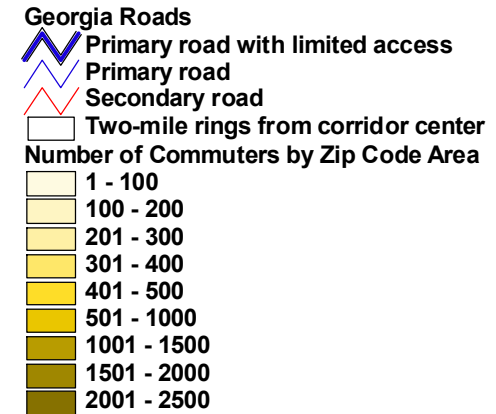 Georgia Roads
Primary road with limited access
Primary road
Secondary road
Two-mile rings from corridor center
Number of Commuters by Zip Code Area
1 - 100
100 - 200
201 - 300
301 - 400
401 - 500
501 - 1000
1001 - 1500
1501 - 2000
2001 - 2500